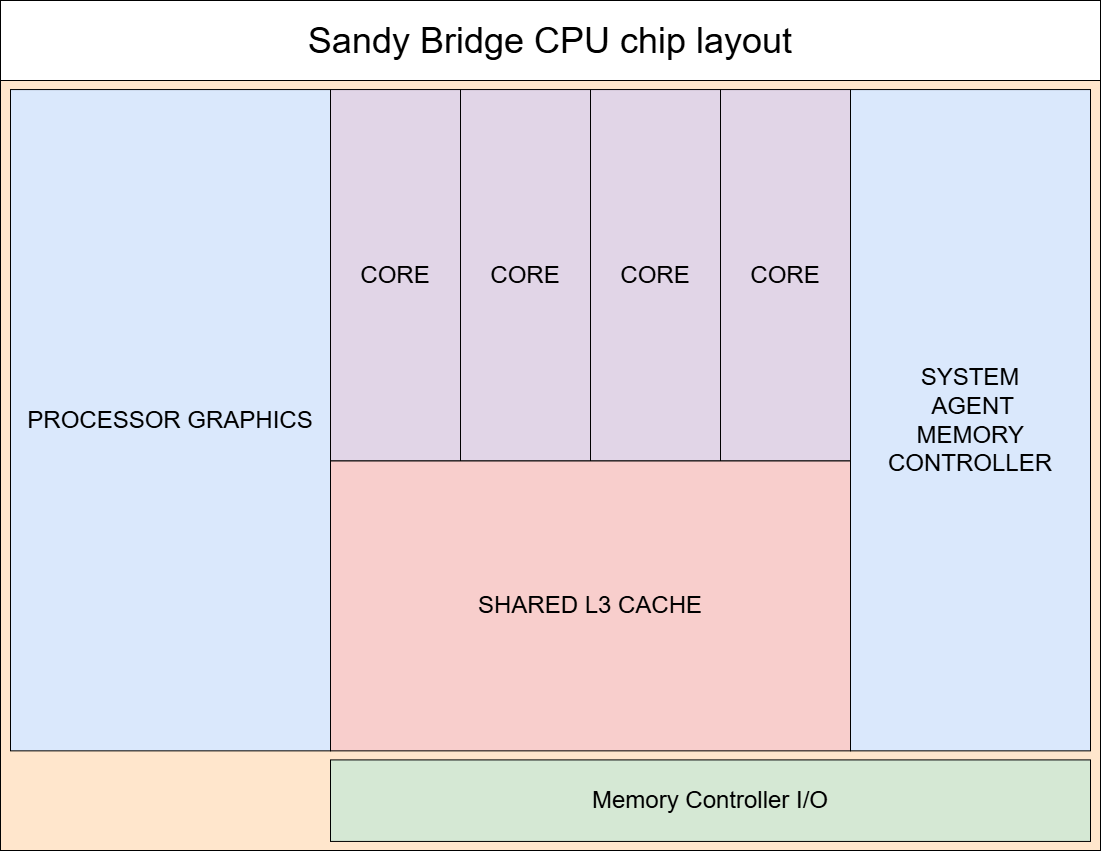 Sandy Bridge CPU chip layout
CORE
CORE
CORE
CORE
PROCESSOR GRAPHICS
SYSTEM
AGENT
MEMORY
CONTROLLER
SHARED L3 CACHE
Memory Controller I/O